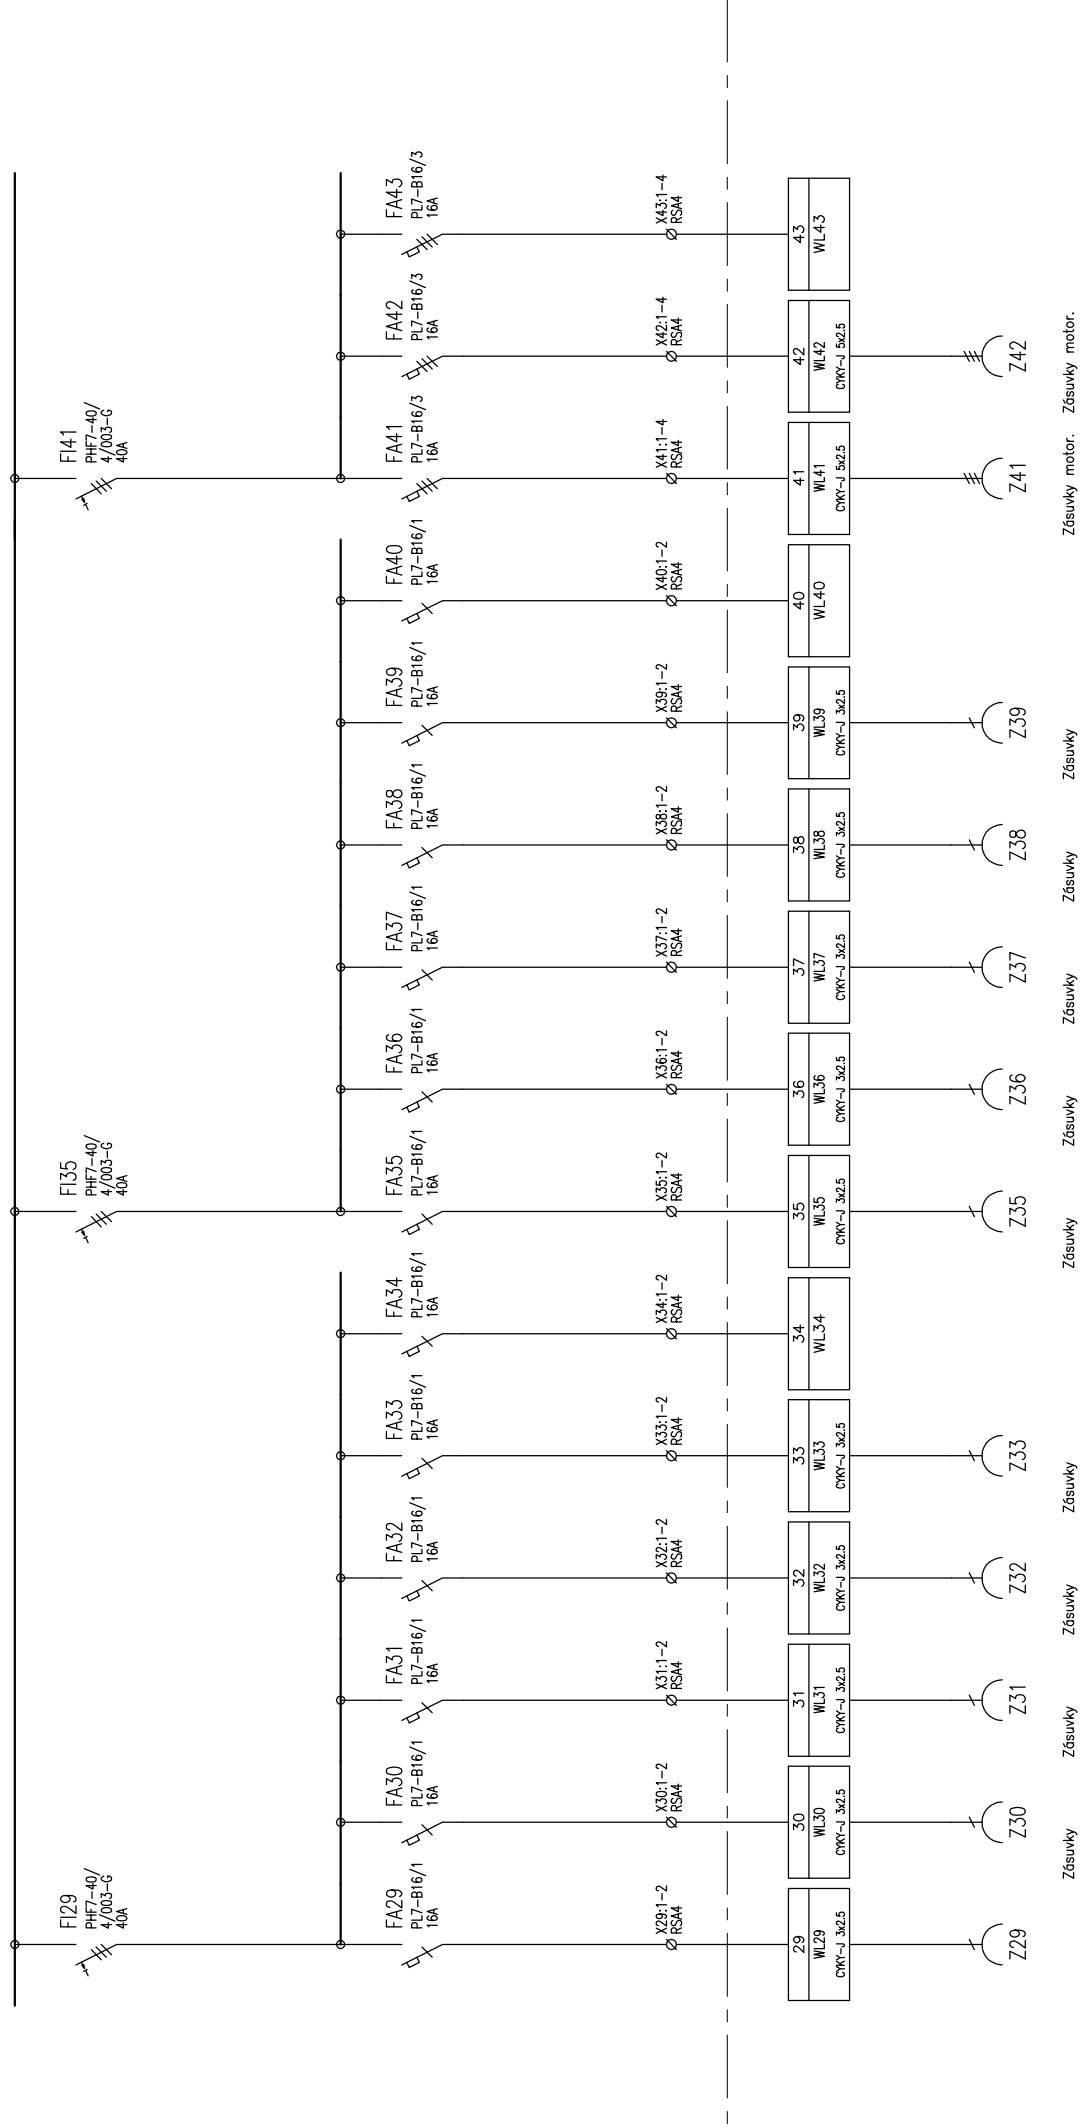 FI29
PHF7-40/
4/003-G
40A
FI35
PHF7-40/
4/003-G
40A
FI41
PHF7-40/
4/003-G
40A
FA29
PL7-B16/1
16A
FA30
PL7-B16/1
16A
FA31
PL7-B16/1
16A
FA32
PL7-B16/1
16A
FA33
PL7-B16/1
16A
FA34
PL7-B16/1
16A
FA35
PL7-B16/1
16A
FA36
PL7-B16/1
16A
FA37
PL7-B16/1
16A
FA38
PL7-B16/1
16A
FA39
PL7-B16/1
16A
FA40
PL7-B16/1
16A
FA41
PL7-B16/3
16A
FA42
PL7-B16/3
16A
FA43
PL7-B16/3
16A
X29:1-2
RSA4
X30:1-2
RSA4
X31:1-2
RSA4
X32:1-2
RSA4
X33:1-2
RSA4
X34:1-2
RSA4
X35:1-2
RSA4
X36:1-2
RSA4
X37:1-2
RSA4
X38:1-2
RSA4
X39:1-2
RSA4
X40:1-2
RSA4
X41:1-4
RSA4
X42:1-4
RSA4
X43:1-4
RSA4
29
WL29
CYKY-J 3x2.5
30
WL30
CYKY-J 3x2.5
31
WL31
CYKY-J 3x2.5
32
WL32
CYKY-J 3x2.5
33
WL33
CYKY-J 3x2.5
34
WL34
35
WL35
CYKY-J 3x2.5
36
WL36
CYKY-J 3x2.5
37
WL37
CYKY-J 3x2.5
38
WL38
CYKY-J 3x2.5
39
WL39
CYKY-J 3x2.5
40
WL40
41
WL41
CYKY-J 5x2.5
42
WL42
CYKY-J 5x2.5
43
WL43
Z29
Z30
Z31
Z32
Z33
Z35
Z36
Z37
Z38
Z39
Z41
Z42
Zásuvky
Zásuvky
Zásuvky
Zásuvky
Zásuvky
Zásuvky
Zásuvky
Zásuvky
Zásuvky
Zásuvky motor.
Zásuvky motor.